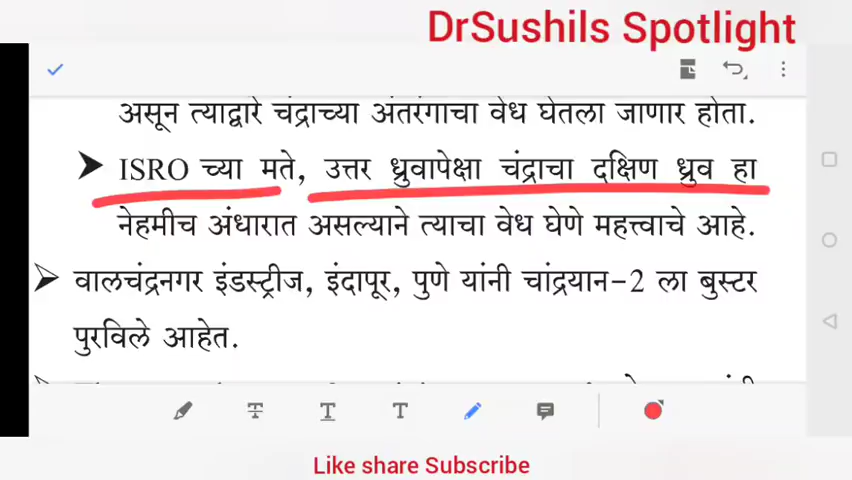 DrSushils Spotlight
असून त्याद्वारे चंद्राच्या अंतरंगाचा वेध घेतला जाणार होता.
➤ ISRO च्या मते, उत्तर ध्रुवापेक्षा चंद्राचा दक्षिण ध्रुव हा
नेहमीच अंधारात असल्याने त्याचा वेध घेणे महत्त्वाचे आहे.
➢ वालचंद्रनगर इंडस्ट्रीज, इंदापूर, पुणे यांनी चांद्रयान-2 ला बुस्टर
पुरविले आहेत.
Like share Subscribe